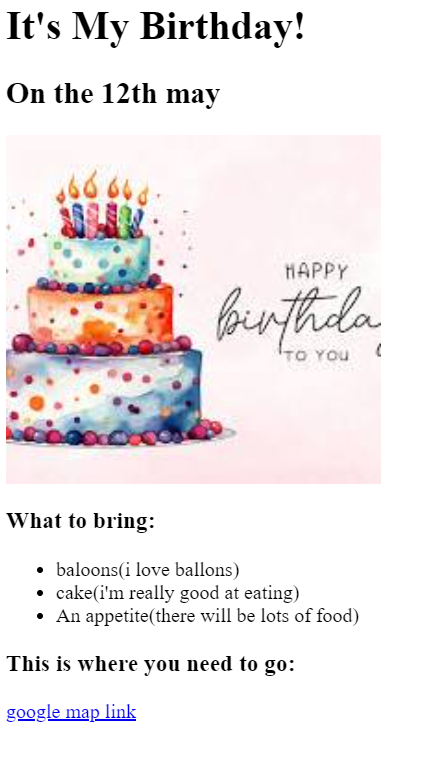 It's My Birthday!
On the 12th may
HAPPY
birthda
TO YOU
What to bring:
baloons(i love ballons)
cake(i'm really good at eating)
An appetite(there will be lots of food)
This is where you need to go:
google map link